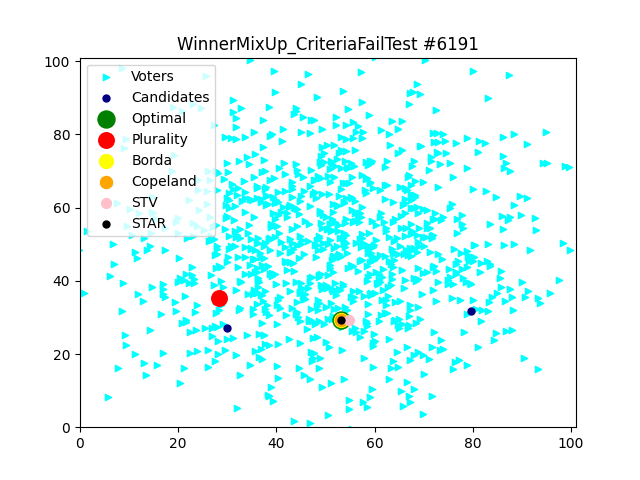 WinnerMixUp_CriteriaFailTest #6191
100
80
60
40
20
0
Voters
Candidates
Optimal
Plurality
Borda
Copeland
STV
STAR
0 20 40 60 80 100